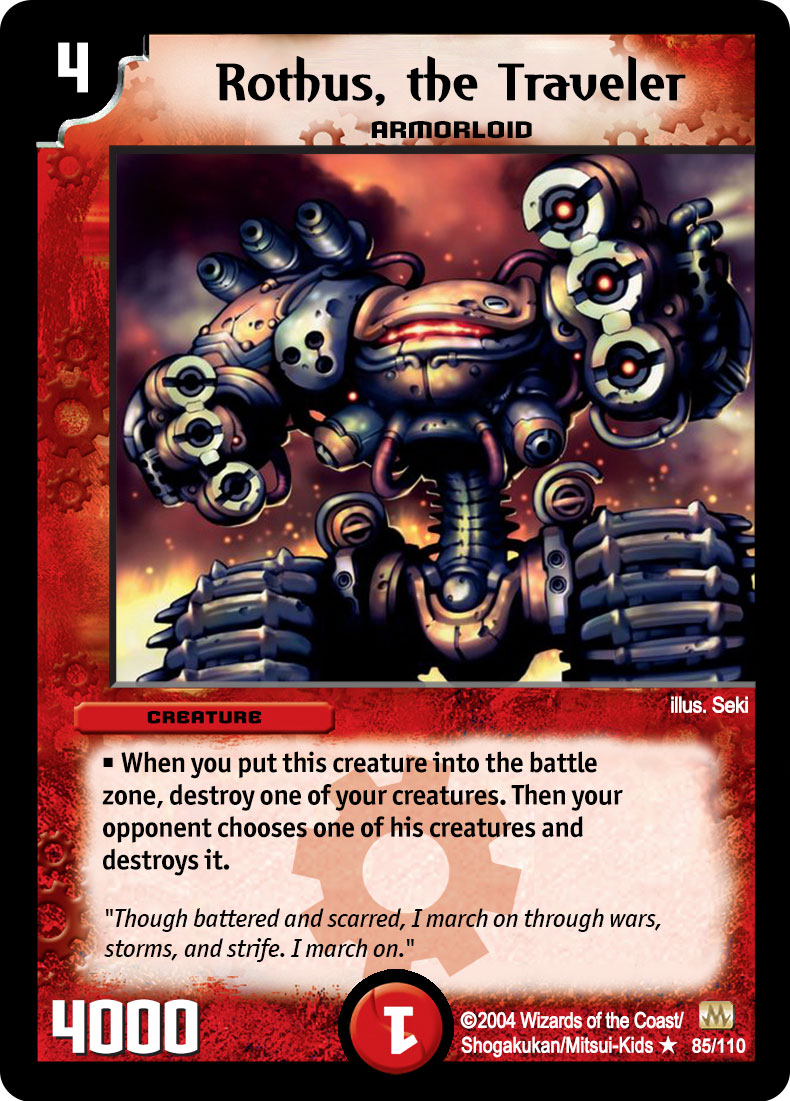 4
Rothus, the Traveler
ARMORLOID
illus. Seki
CREATURE
▪ When you put this creature into the battle
zone, destroy one of your creatures. Then your
opponent chooses one of his creatures and
destroys it.
"Though battered and scarred, I march on through wars,
storms, and strife. I march on."
4000
1
©2004 Wizards of the Coast/
Shogakukan/Mitsui-Kids ★ 85/110